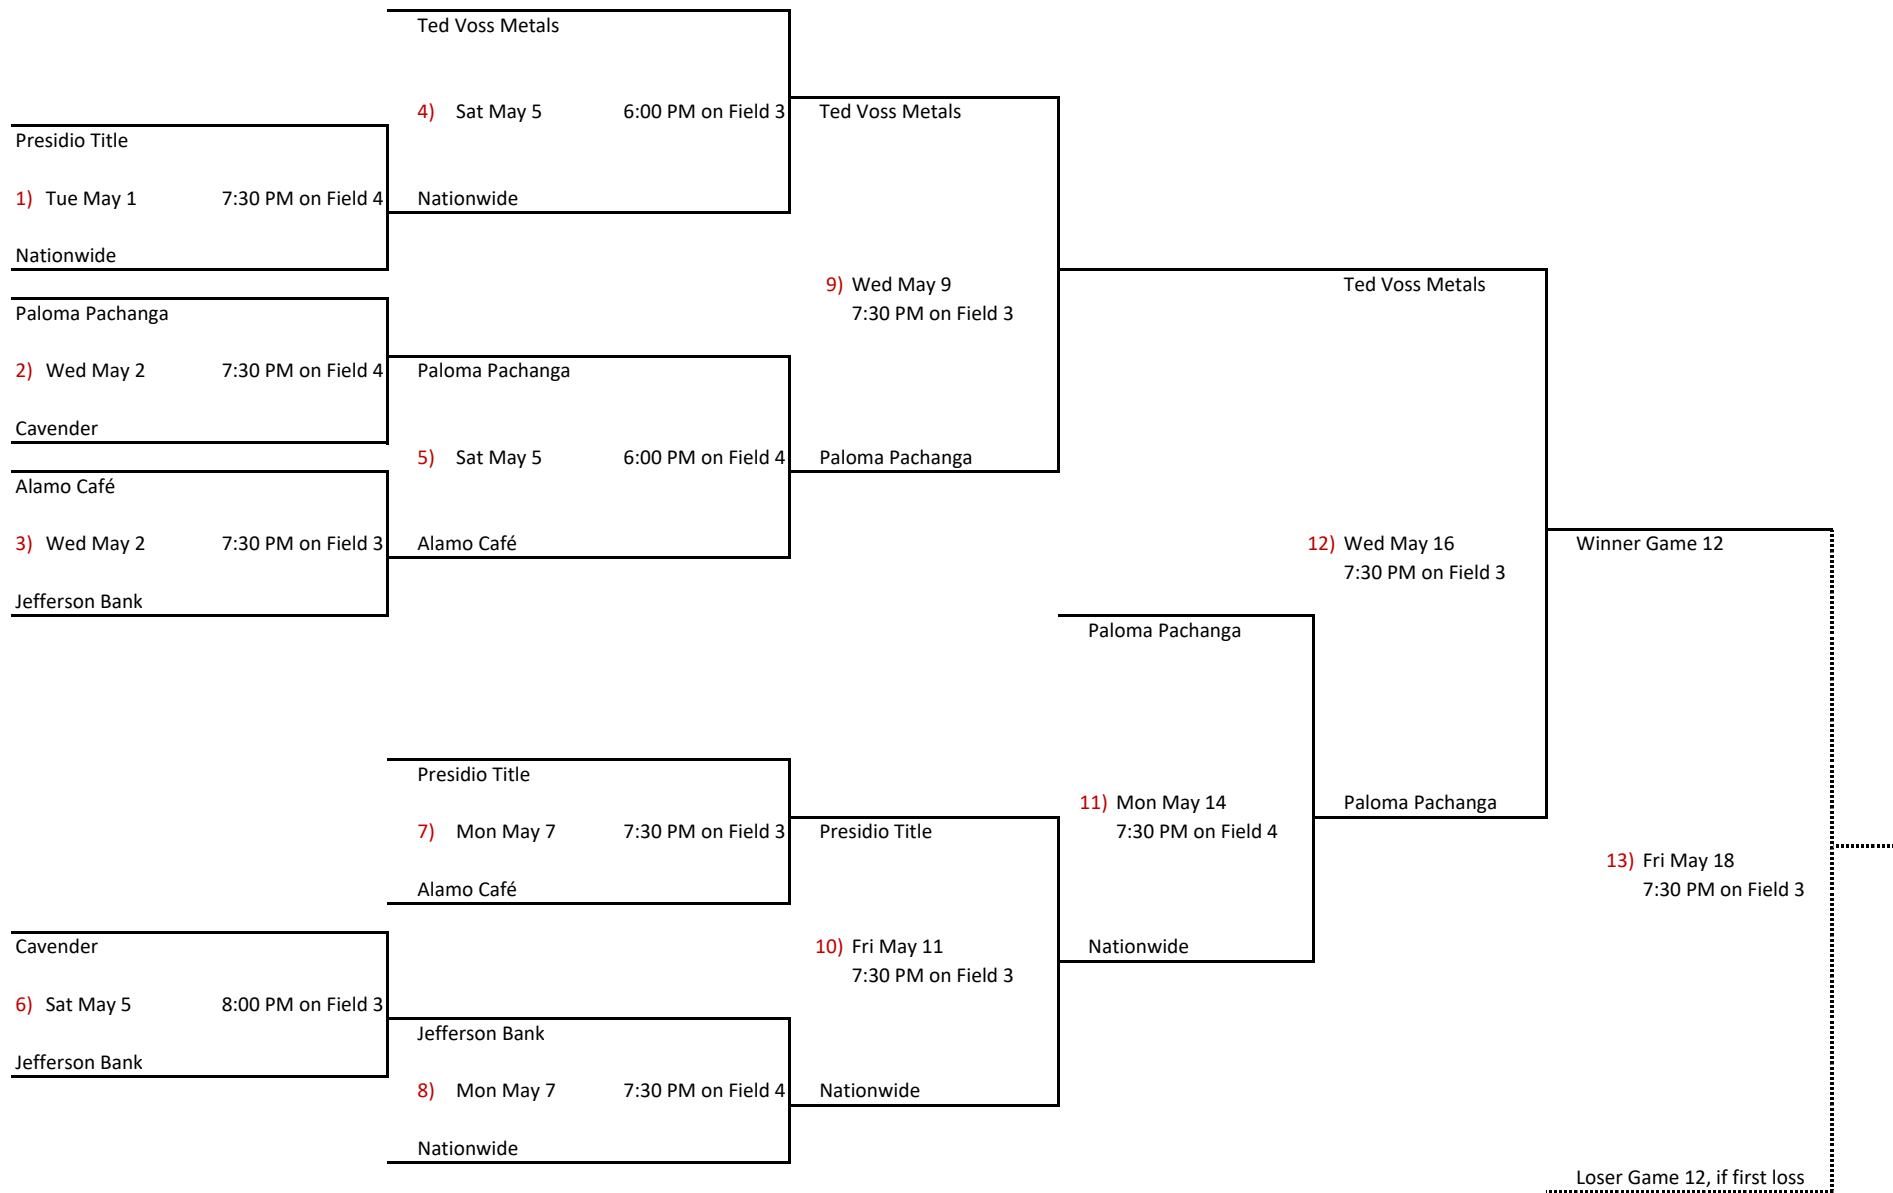 Ted Voss Metals
4) Sat May 5 6:00 PM on Field 3 Ted Voss Metals
Presidio Title
1) Tue May 1 7:30 PM on Field 4 Nationwide
Nationwide
9) Wed May 9 Ted Voss Metals
Paloma Pachanga 7:30 PM on Field 3
2) Wed May 2 7:30 PM on Field 4 Paloma Pachanga
Cavender
5) Sat May 5 6:00 PM on Field 4 Paloma Pachanga
Alamo Café
3) Wed May 2 7:30 PM on Field 3 Alamo Café 12) Wed May 16 Winner Game 12
7:30 PM on Field 3
Jefferson Bank
Paloma Pachanga
Presidio Title
11) Mon May 14 Paloma Pachanga
7) Mon May 7 7:30 PM on Field 3 Presidio Title 7:30 PM on Field 4
13) Fri May 18
Alamo Café 7:30 PM on Field 3
Cavender 10) Fri May 11 Nationwide
7:30 PM on Field 3
6) Sat May 5 8:00 PM on Field 3
Jefferson Bank
Jefferson Bank
8) Mon May 7 7:30 PM on Field 4 Nationwide
Nationwide
Loser Game 12, if first loss